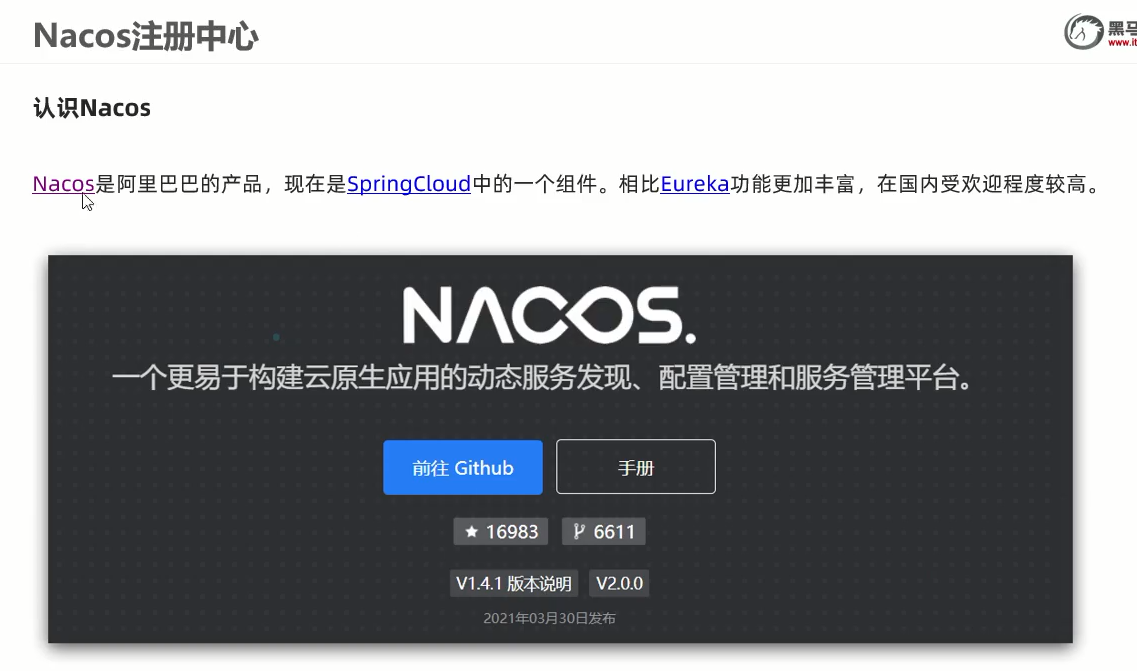 Nacos注册中心
黑马
www.it
认识Nacos
Nacos是阿里巴巴的产品，现在是SpringCloud中的一个组件。相比Eureka功能更加丰富，在国内受欢迎程度较高。
NACOS.
一个更易于构建云原生应用的动态服务发现、配置管理和服务管理平台。
前往 Github 手册
16983 6611
V1.4.1 版本说明 V2.0.0
2021年03月30日发布